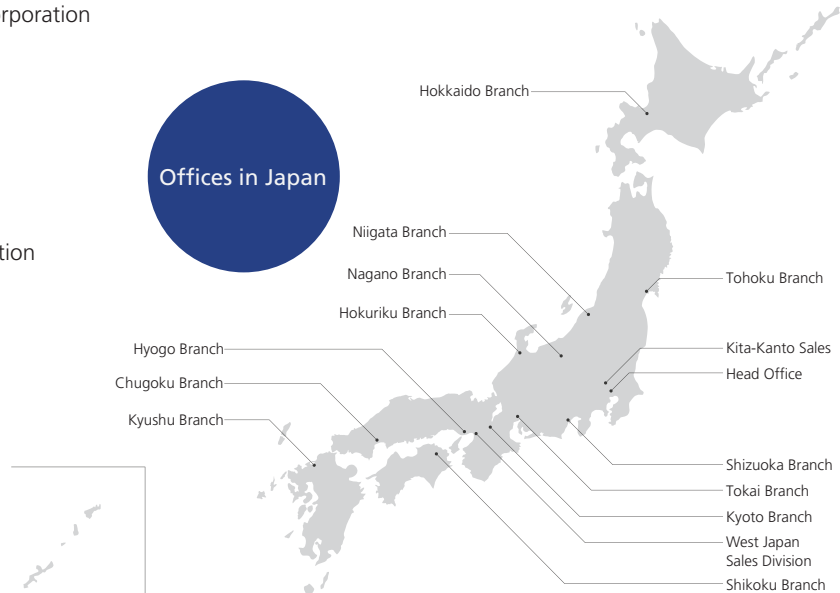 rporation
Offices in Japan
tion
Hokkaido Branch
Niigata Branch
Nagano Branch
Hokuriku Branch
Hyogo Branch
Chugoku Branch
Kyushu Branch
Tohoku Branch
Kita-Kanto Sales
Head Office
Shizuoka Branch
Tokai Branch
Kyoto Branch
West Japan
Sales Division
Shikoku Branch